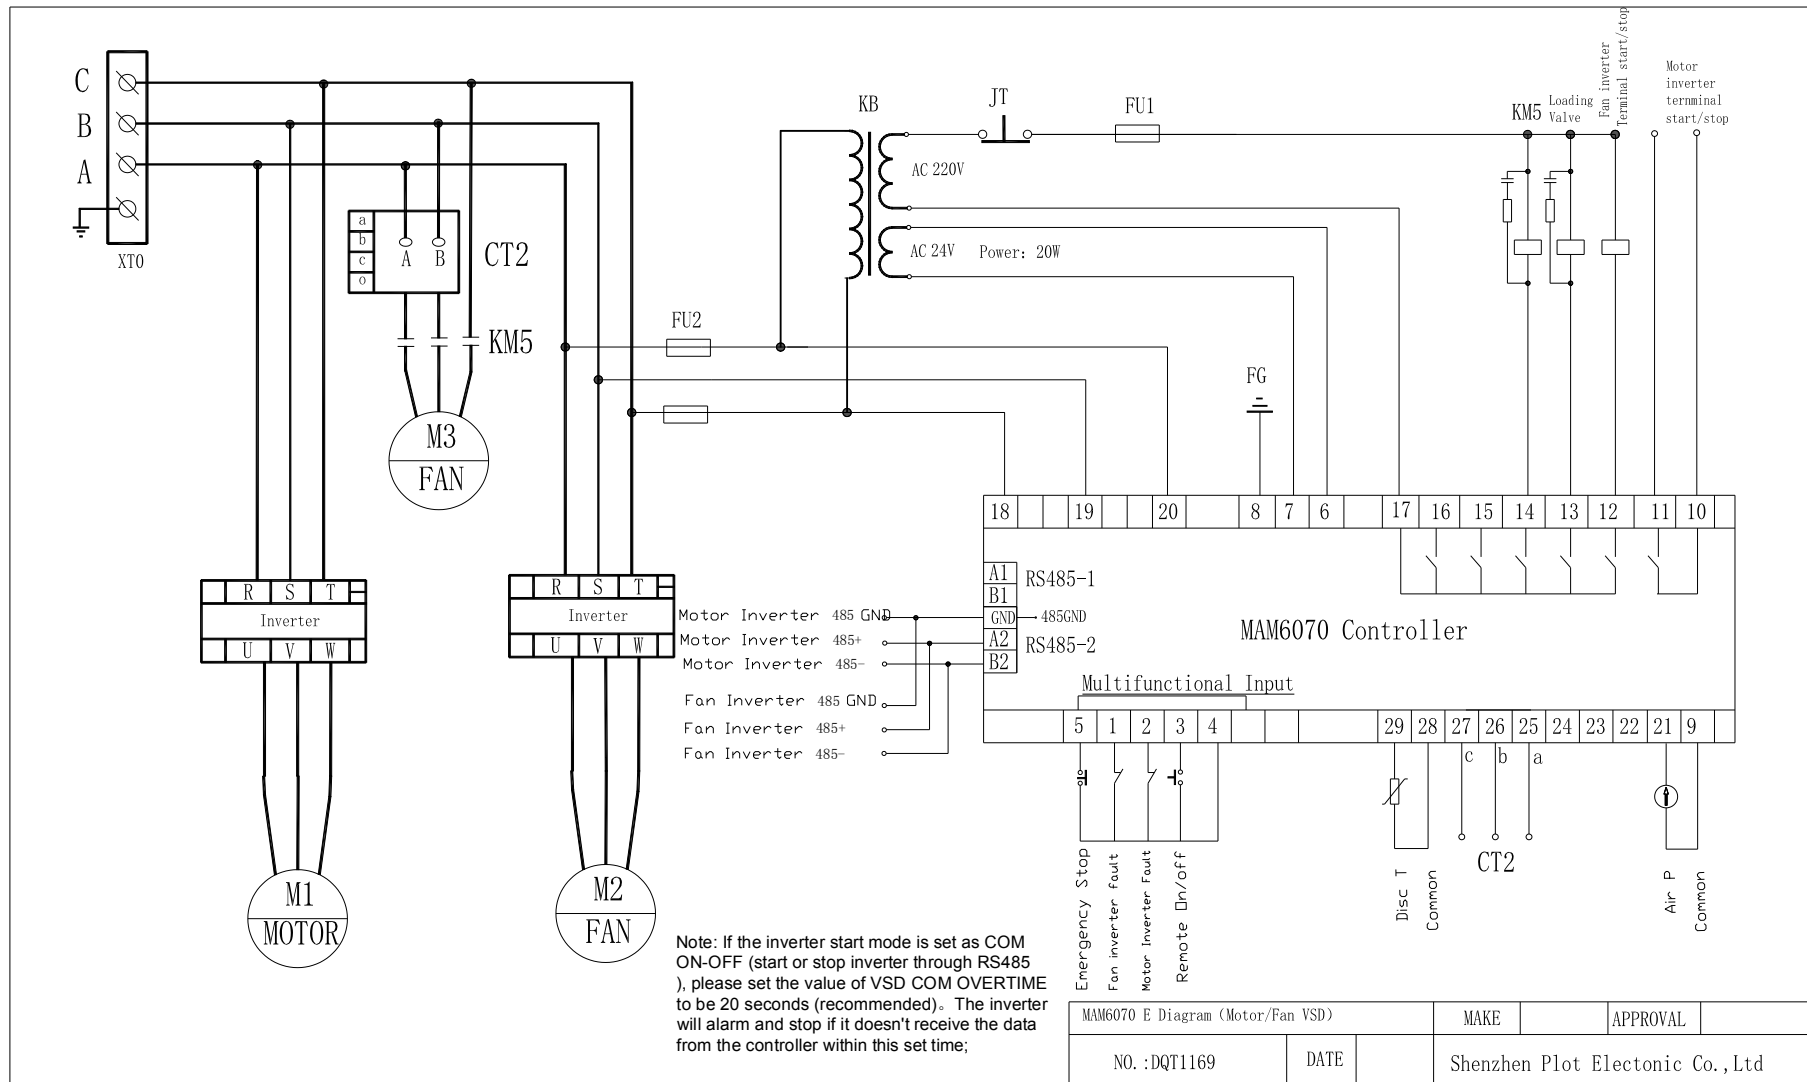 C
B
A
XT0
a
b
c
o
A
B
CT2
KM5
M3
FAN
R
S
T
Inverter
U
V
W
M1
MOTOR
R
S
T
Inverter
U
V
W
M2
FAN
FU2
KB
AC 220V
AC 24V
Power: 20W
JT
FU1
KM5
Loading
Valve
Fan inverter
Terminal start/stop
Motor
inverter
ternminal
start/stop
FG
18
19
20
8
7
6
17
16
15
14
13
12
11
10
A1
B1
GND
A2
B2
RS485-1
485GND
RS485-2
MAM6070 Controller
Motor Inverter 485 GND
Motor Inverter 485+
Motor Inverter 485-
Fan Inverter 485 GND
Fan Inverter 485+
Fan Inverter 485-
Multifunctional Input
5
1
2
3
4
29
28
27
26
25
24
23
22
21
9
c
b
a
CT2
Emergency Stop
Fan inverter fault
Motor Inverter Fault
Remote On/off
Disc T
Common
Air P
Common
Note: If the inverter start mode is set as COM
ON-OFF (start or stop inverter through RS485
), please set the value of VSD COM OVERTIME
to be 20 seconds (recommended)。The inverter
will alarm and stop if it doesn't receive the data
from the controller within this set time;
MAM6070 E Diagram（Motor/Fan VSD）
MAKE
APPROVAL
NO.:DQT1169
DATE
Shenzhen Plot Electonic Co.,Ltd